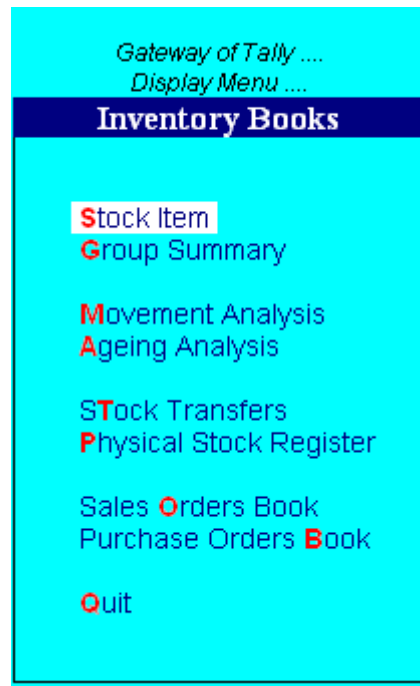 Gateway of Tally ....
Display Menu ....
Inventory Books
Stock Item
Group Summary
Movement Analysis
Ageing Analysis
STock Transfers
Physical Stock Register
Sales Orders Book
Purchase Orders Book
Quit